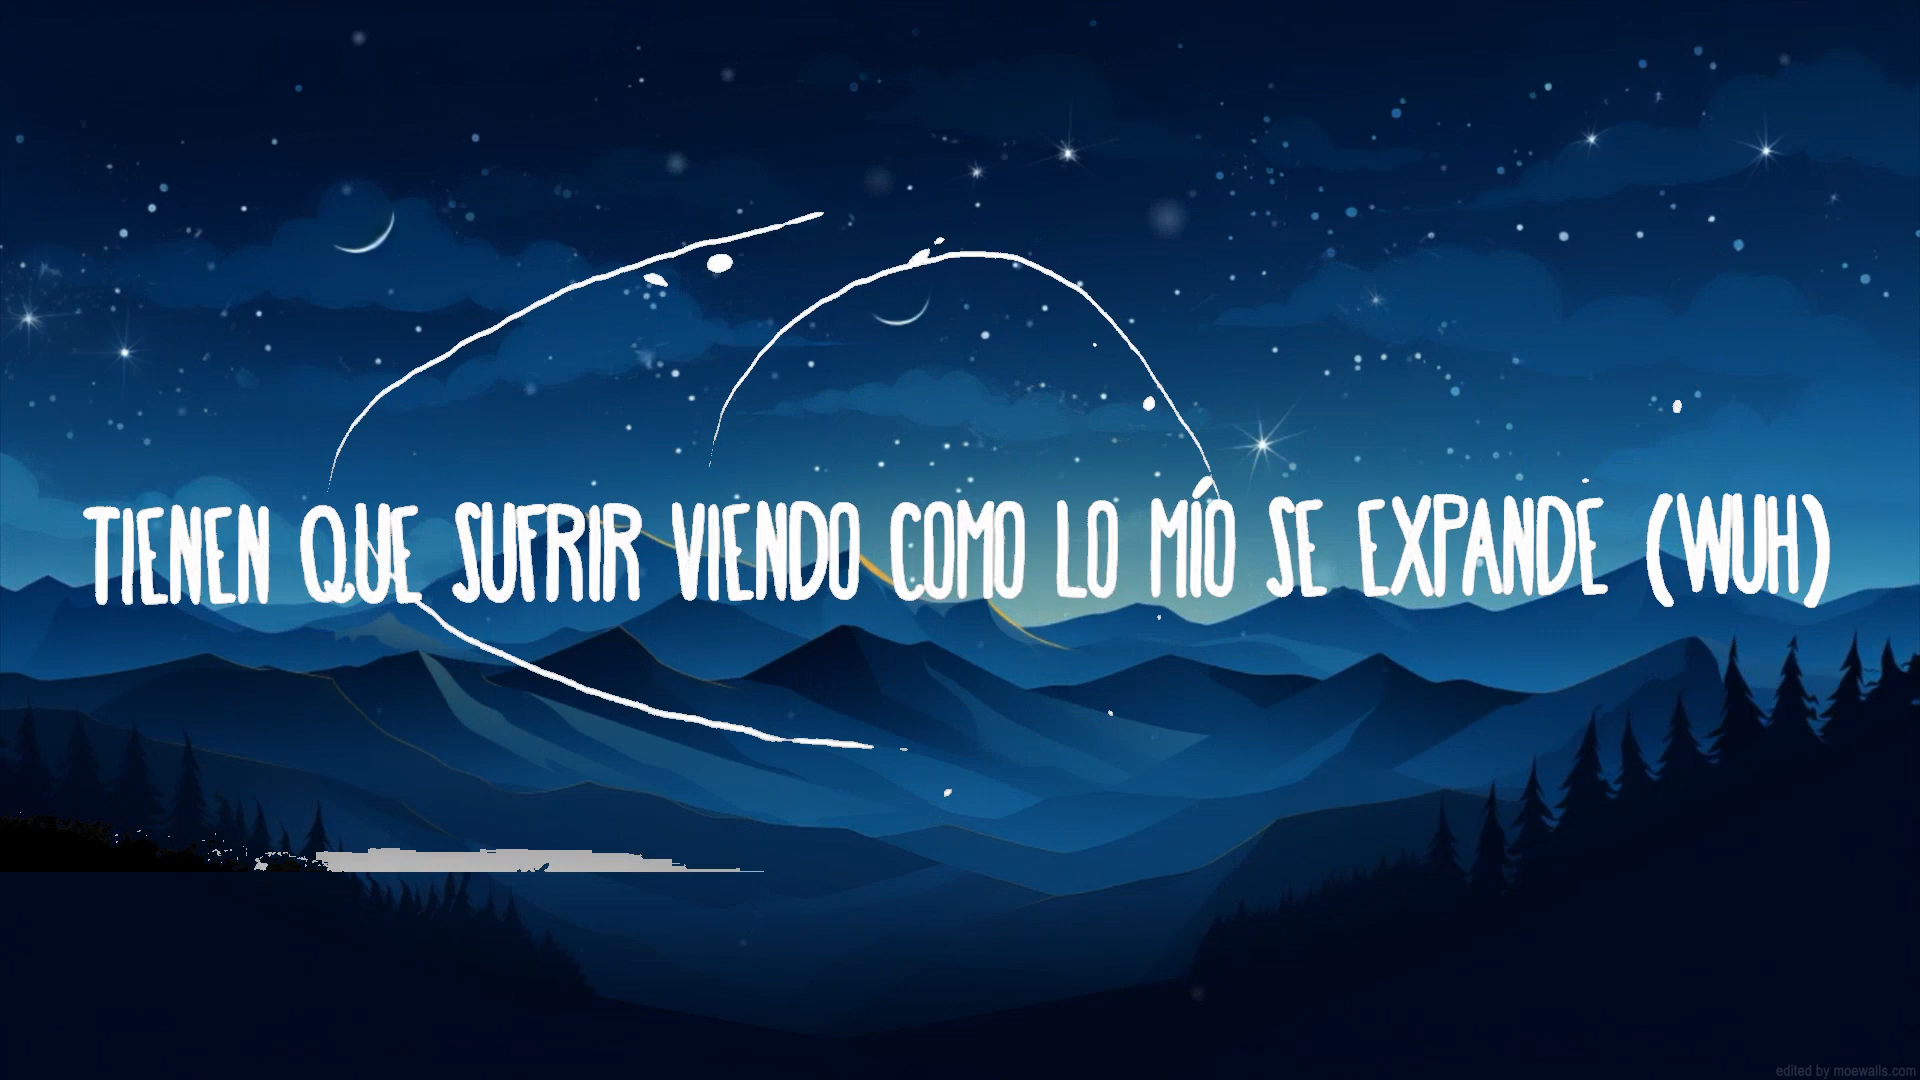 TIENEN QUE SUFRIR VIENDO COMO LO MÍO SE EXPANDE (WUH)
edited by moewalls.com